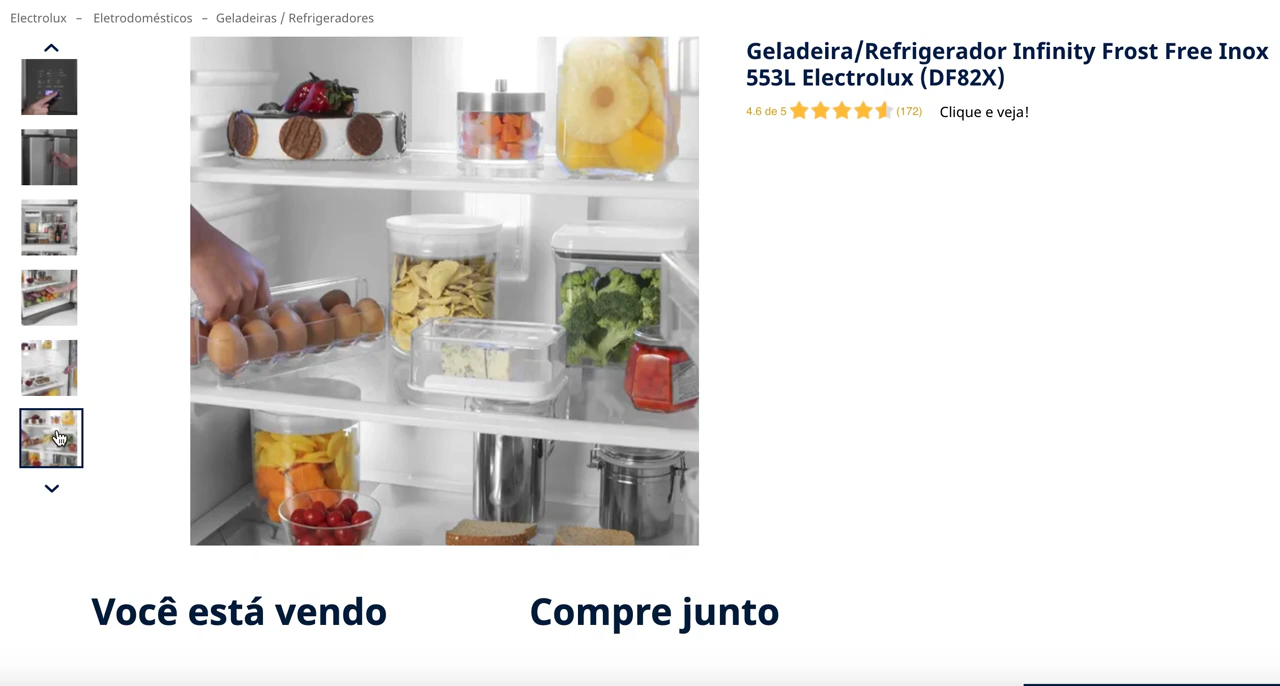 Electrolux – Eletrodomésticos – Geladeiras / Refrigeradores
Geladeira/Refrigerador Infinity Frost Free Inox
553L Electrolux (DF82X)
4.6 de 5 (172) Clique e veja!
Você está vendo
Compre junto